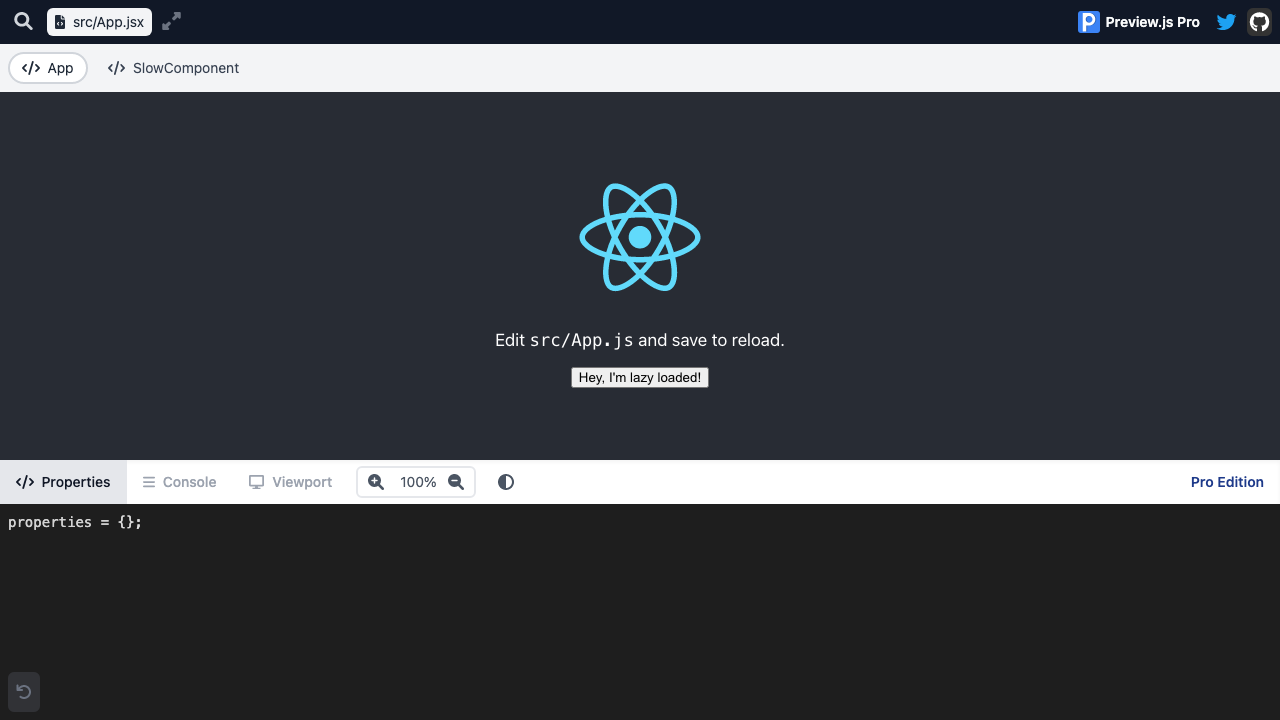 src/App.jsx
Preview.js Pro
App
SlowComponent
Edit src/App.js and save to reload.
Hey, I'm lazy loaded!
Properties
Console
Viewport
100%
Pro Edition
properties = {};